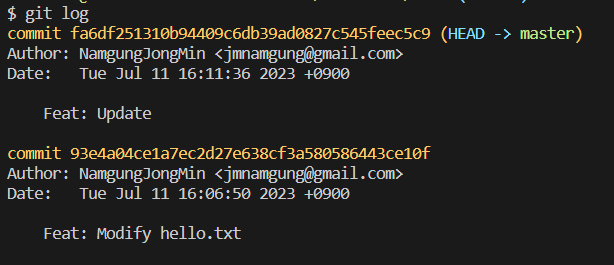 $ git log
commit fa6df251310b94409c6db39ad0827c545feec5c9 (HEAD -> master)
Author: NamgungJongMin <jmnamgung@gmail.com>
Date:   Tue Jul 11 16:11:36 2023 +0900
    Feat: Update
commit 93e4a04ce1a7ec2d27e638cf3a580586443ce10f
Author: NamgungJongMin <jmnamgung@gmail.com>
Date:   Tue Jul 11 16:06:50 2023 +0900
    Feat: Modify hello.txt